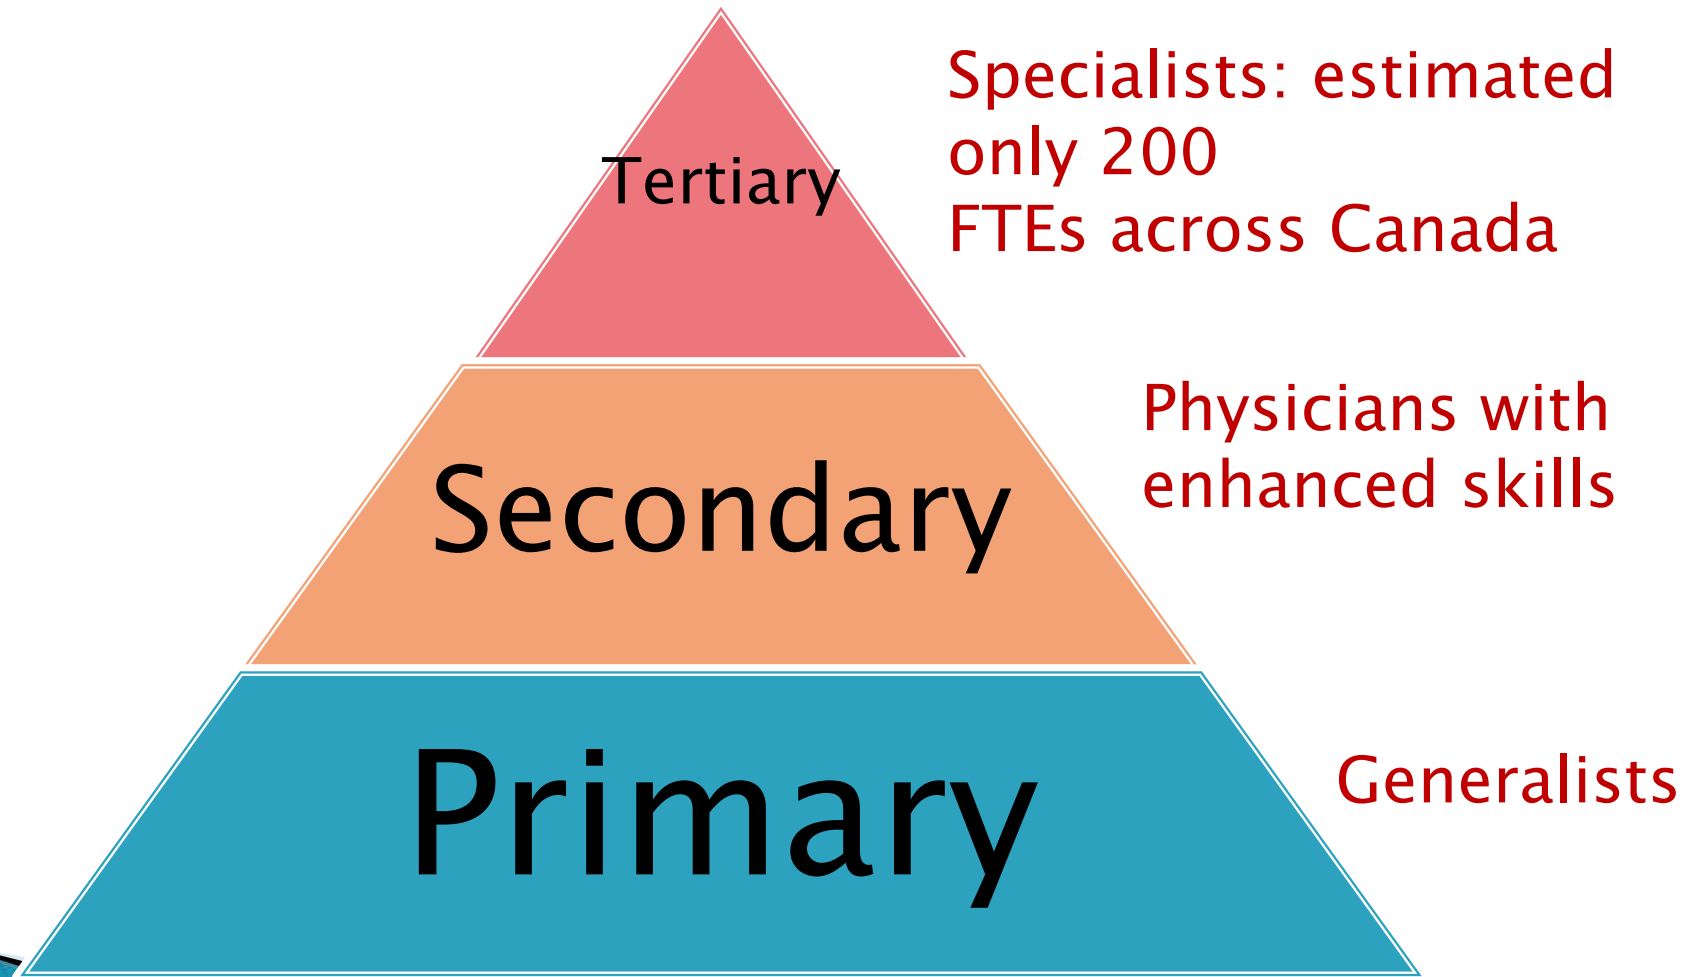 Specialists: estimated
only 200
FTEs across Canada
Tertiary
Physicians with
enhanced skills
Secondary
Generalists
Primary